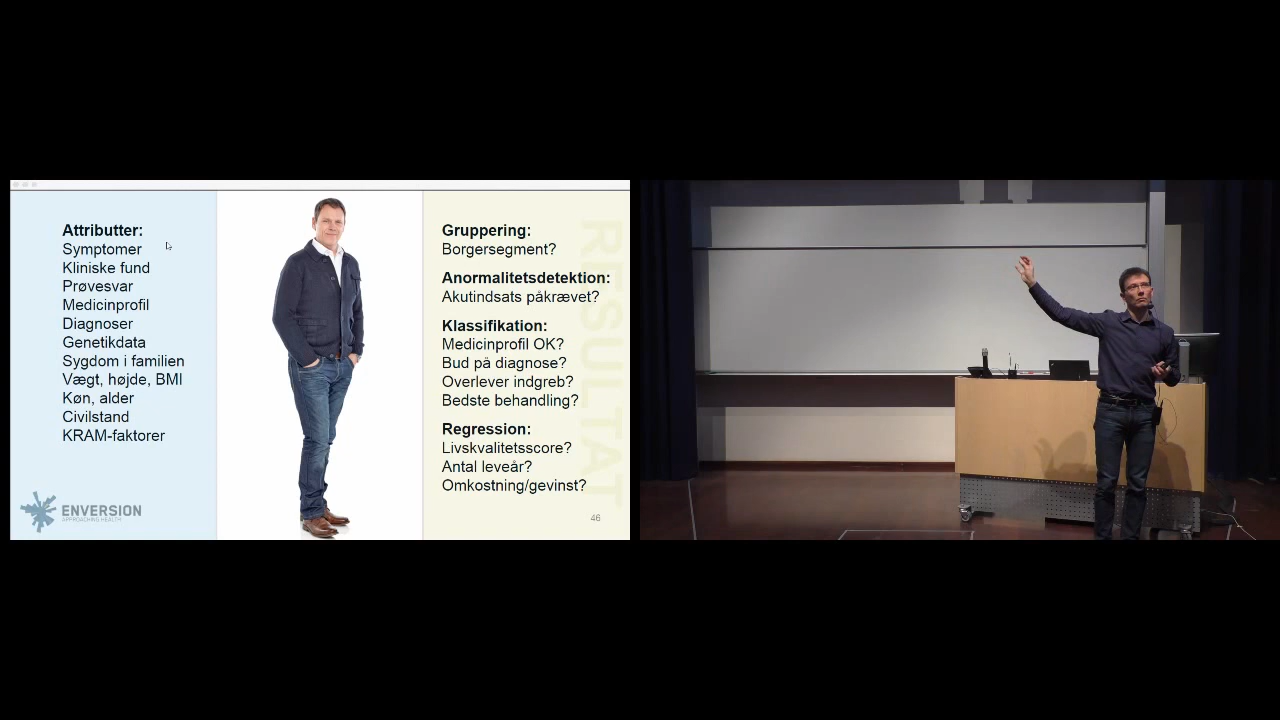 Attributter:
Symptomer
Kliniske fund
Prøvesvar
Medicinprofil
Diagnoser
Genetikdata
Sygdom i familien
Vægt, højde, BMI
Køn, alder
Civilstand
KRAM-faktorer
ENVERSION
APPROACHING HEALTH
Gruppering:
Borgersegment?
Anormalitetsdetektion:
Akutindsats påkrævet?
Klassifikation:
Medicinprofil OK?
Bud på diagnose?
Overlever indgreb?
Bedste behandling?
Regression:
Livskvalitetsscore?
Antal leveår?
Omkostning/gevinst?
RESULTAT
46